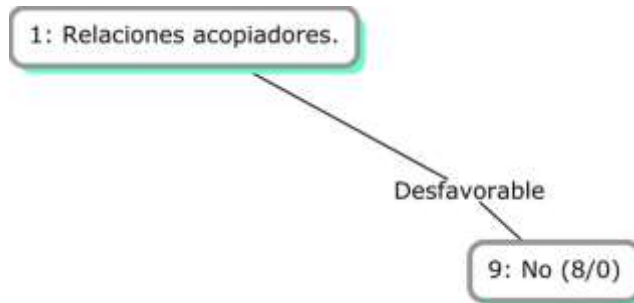 1: Relaciones acopiadores.
Desfavorable
9: No (8/0)